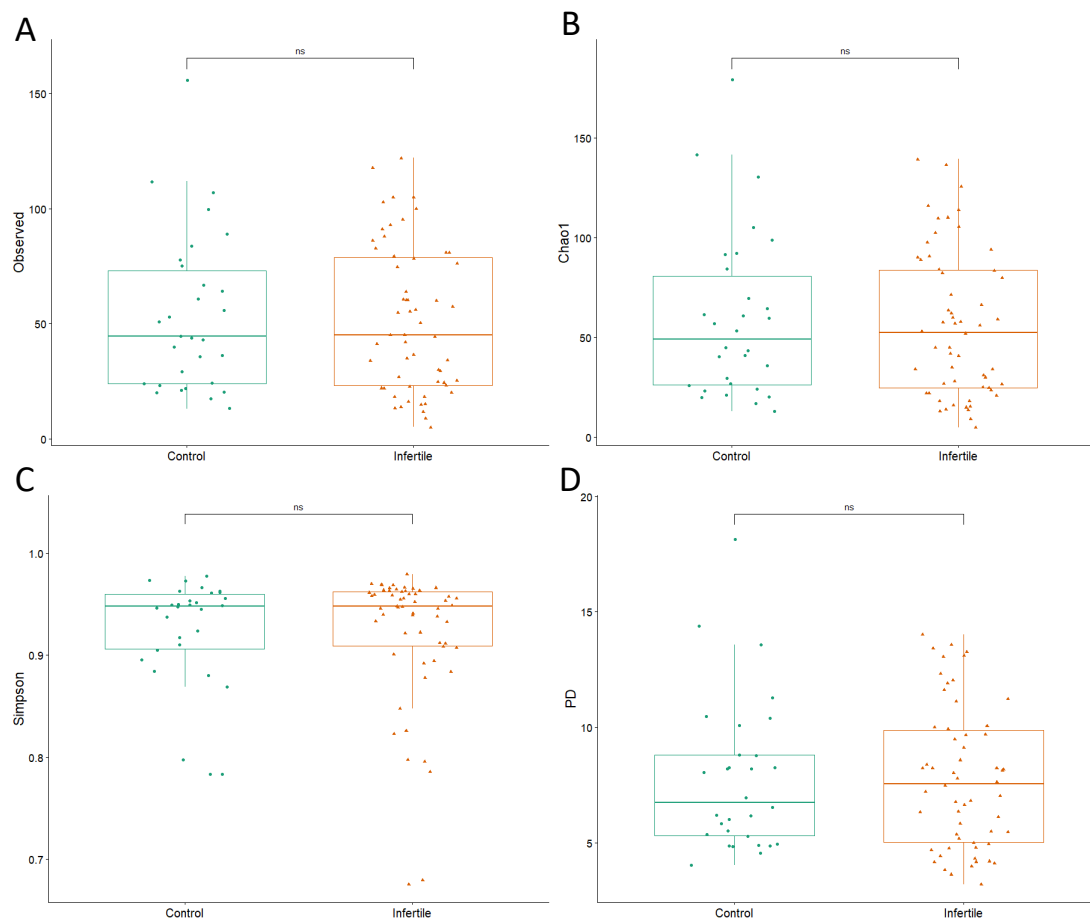 A
ns
Observed
150
100
50
0
Control
Infertile
B
ns
Chao1
150
100
50
0
Control
Infertile
C
ns
Simpson
1.0
0.9
0.8
0.7
Control
Infertile
D
ns
PD
20
15
10
5
Control
Infertile